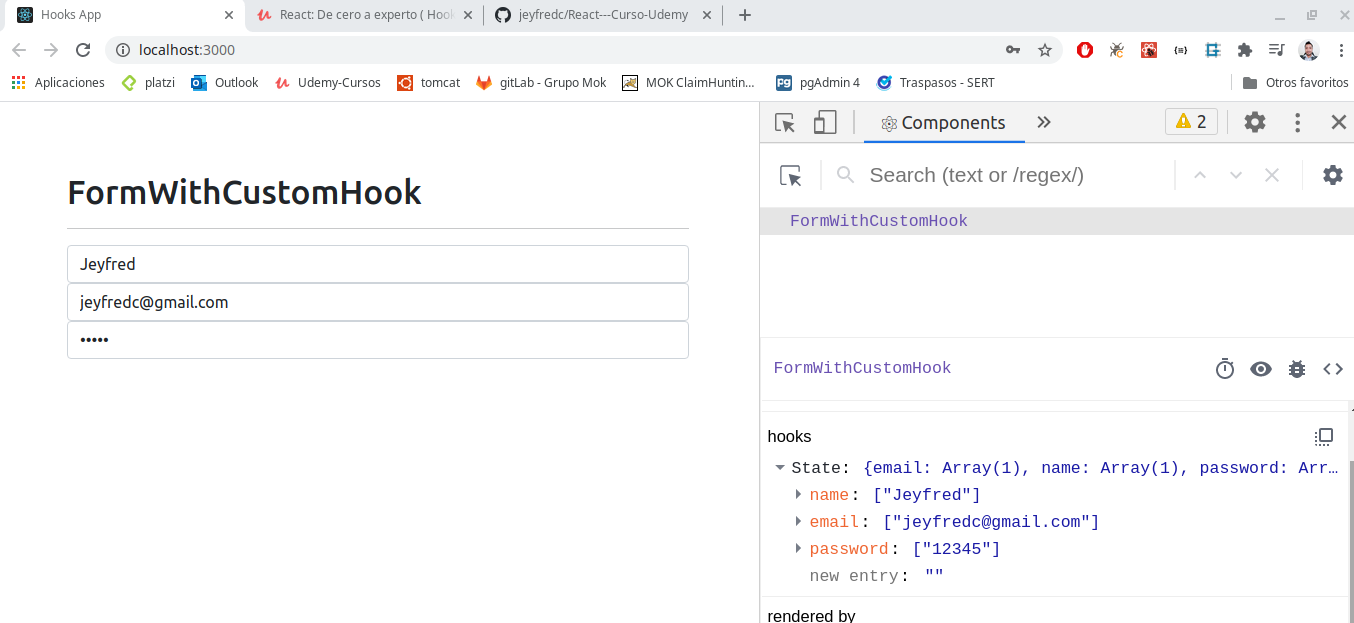 Hooks App
React: De cero a experto ( Hook
jeyfredc/React---Curso-Udemy
localhost:3000
Aplicaciones
platzi
Outlook
Udemy-Cursos
tomcat
gitLab - Grupo Mok
MOK ClaimHuntin...
pgAdmin 4
Traspasos - SERT
Otros favoritos
FormWithCustomHook
Jeyfred
jeyfredc@gmail.com
•••••
Components
2
Search (text or /regex/)
FormWithCustomHook
FormWithCustomHook
hooks
State: {email: Array(1), name: Array(1), password: Arr…
name: ["Jeyfred"]
email: ["jeyfredc@gmail.com"]
password: ["12345"]
new entry: ""
rendered by